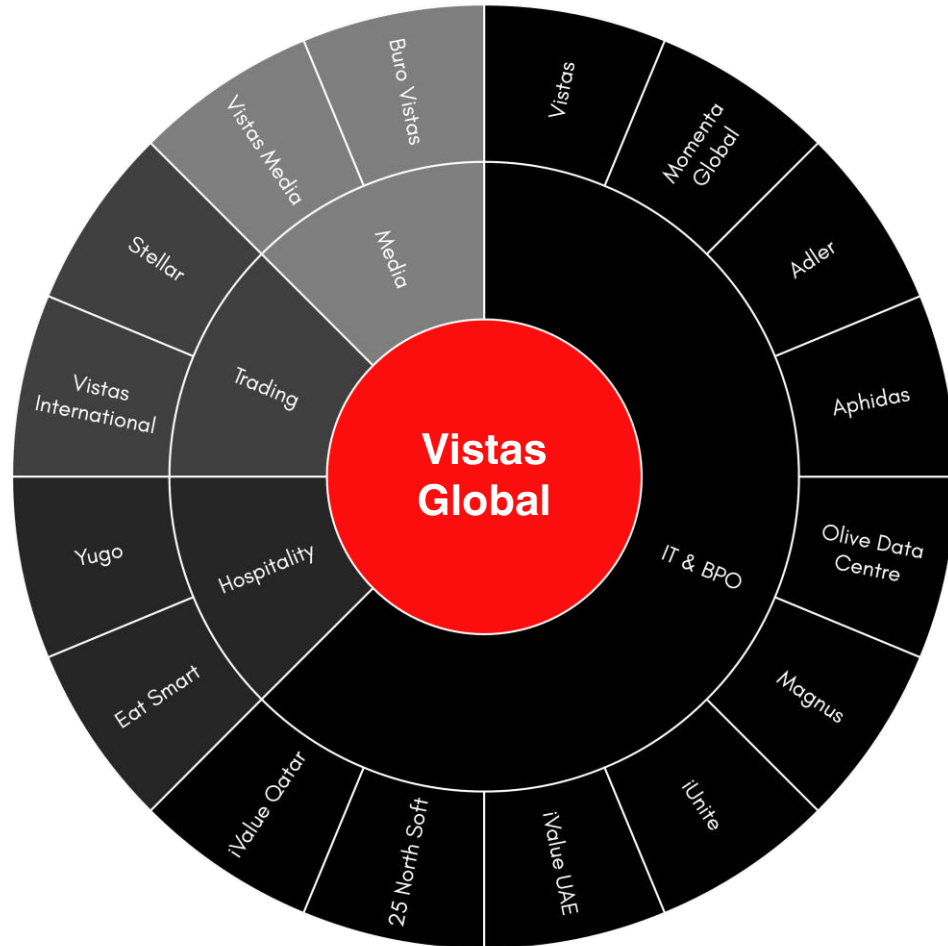 Vistas
Global
IT & BPO
Vistas
Momenta
Global
Adler
Aphidas
Olive Data
Centre
Magnus
iUnite
iValue UAE
25 North Soft
iValue Qatar
Hospitality
Eat Smart
Yugo
Trading
Vistas
International
Stellar
Media
Vistas Media
Buro Vistas